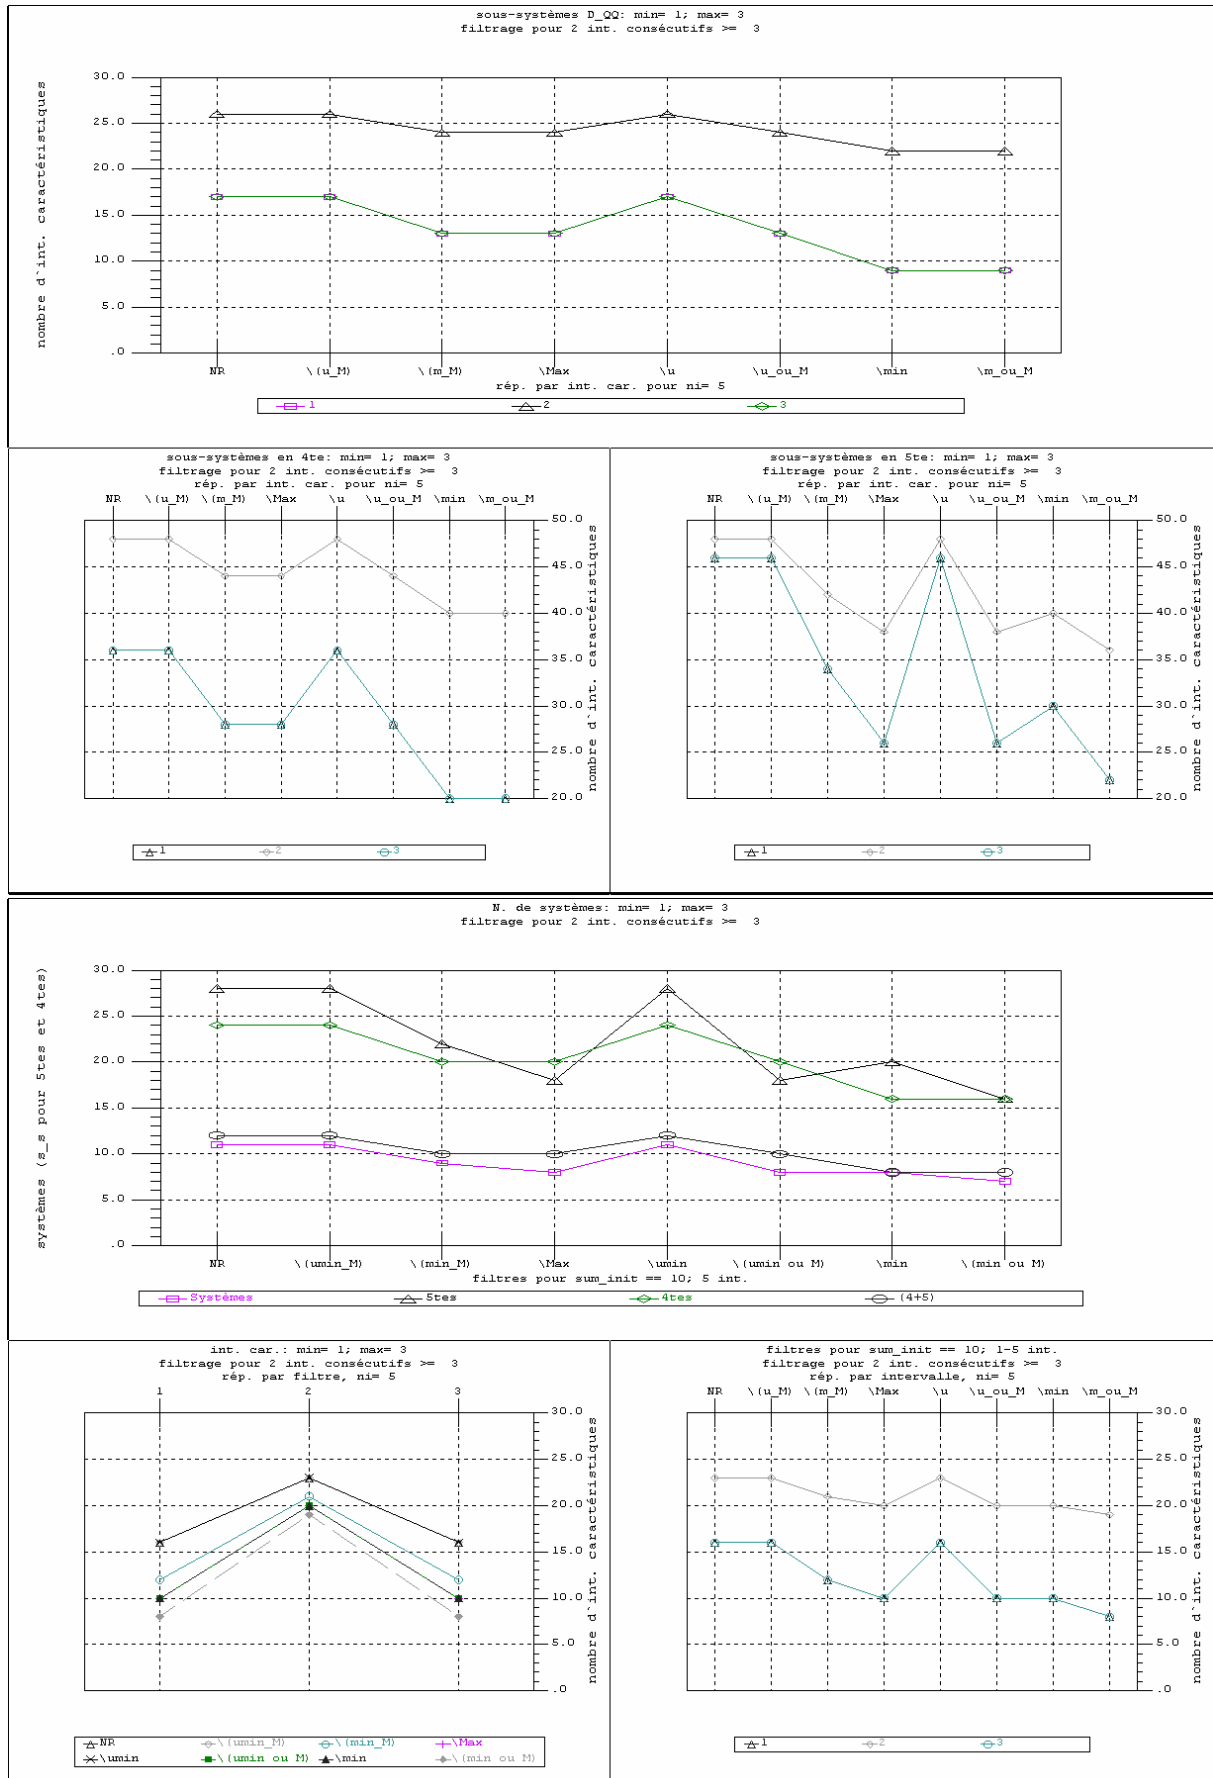 sous-systèmes D_QQ: min= 1; max= 3
filtrage pour 2 int. consécutifs >= 3
nombre d`int. caractéristiques
30.0
25.0
20.0
15.0
10.0
5.0
.0
NR \(u_M) \(m_M) \Max \u \u_ou_M \min \m_ou_M
rép. par int. car. pour ni= 5
1 2 3
sous-systèmes en 4te: min= 1; max= 3
filtrage pour 2 int. consécutifs >= 3
rép. par int. car. pour ni= 5
NR \(u_M) \(m_M) \Max \u \u_ou_M \min \m_ou_M
50.0
45.0
40.0
35.0
30.0
25.0
20.0
nombre d`int. caractéristiques
1 2 3
sous-systèmes en 5te: min= 1; max= 3
filtrage pour 2 int. consécutifs >= 3
rép. par int. car. pour ni= 5
NR \(u_M) \(m_M) \Max \u \u_ou_M \min \m_ou_M
50.0
45.0
40.0
35.0
30.0
25.0
20.0
nombre d`int. caractéristiques
1 2 3
N. de systèmes: min= 1; max= 3
filtrage pour 2 int. consécutifs >= 3
systèmes (s_s pour 5tes et 4tes)
30.0
25.0
20.0
15.0
10.0
5.0
.0
NR \(umin_M) \(min_M) \Max \umin \(umin ou M) \min \(min ou M)
filtres pour sum_init == 10; 5 int.
Systèmes 5tes 4tes (4+5)
int. car.: min= 1; max= 3
filtrage pour 2 int. consécutifs >= 3
rép. par filtre, ni= 5
1 2 3
30.0
25.0
20.0
15.0
10.0
5.0
.0
nombre d`int. caractéristiques
NR \(umin_M) \(min_M) \Max
\umin \(umin ou M) \min \(min ou M)
filtres pour sum_init == 10; 1-5 int.
filtrage pour 2 int. consécutifs >= 3
rép. par intervalle, ni= 5
NR \(u_M) \(m_M) \Max \u \u_ou_M \min \m_ou_M
30.0
25.0
20.0
15.0
10.0
5.0
.0
nombre d`int. caractéristiques
1 2 3